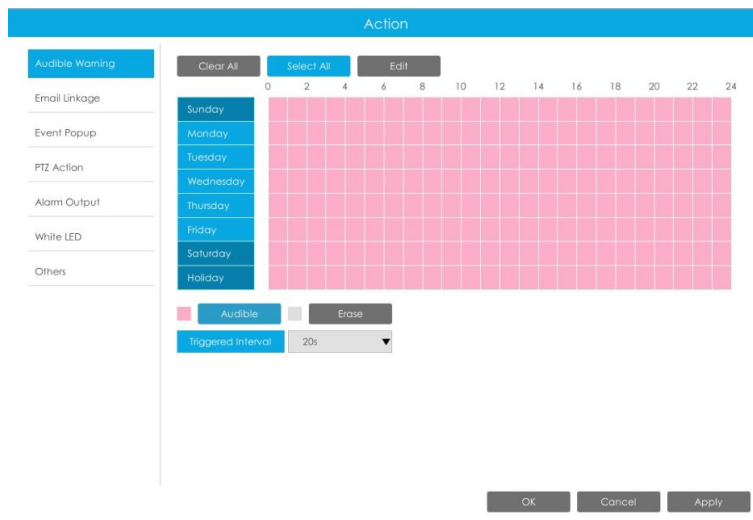 Action
Audible Warning
Email Linkage
Event Popup
PTZ Action
Alarm Output
White LED
Others
Clear All Select All Edit
0 2 4 6 8 10 12 14 16 18 20 22 24
Sunday
Monday
Tuesday
Wednesday
Thursday
Friday
Saturday
Holiday
Audible Erase
Triggered Interval 20s
OK Cancel Apply